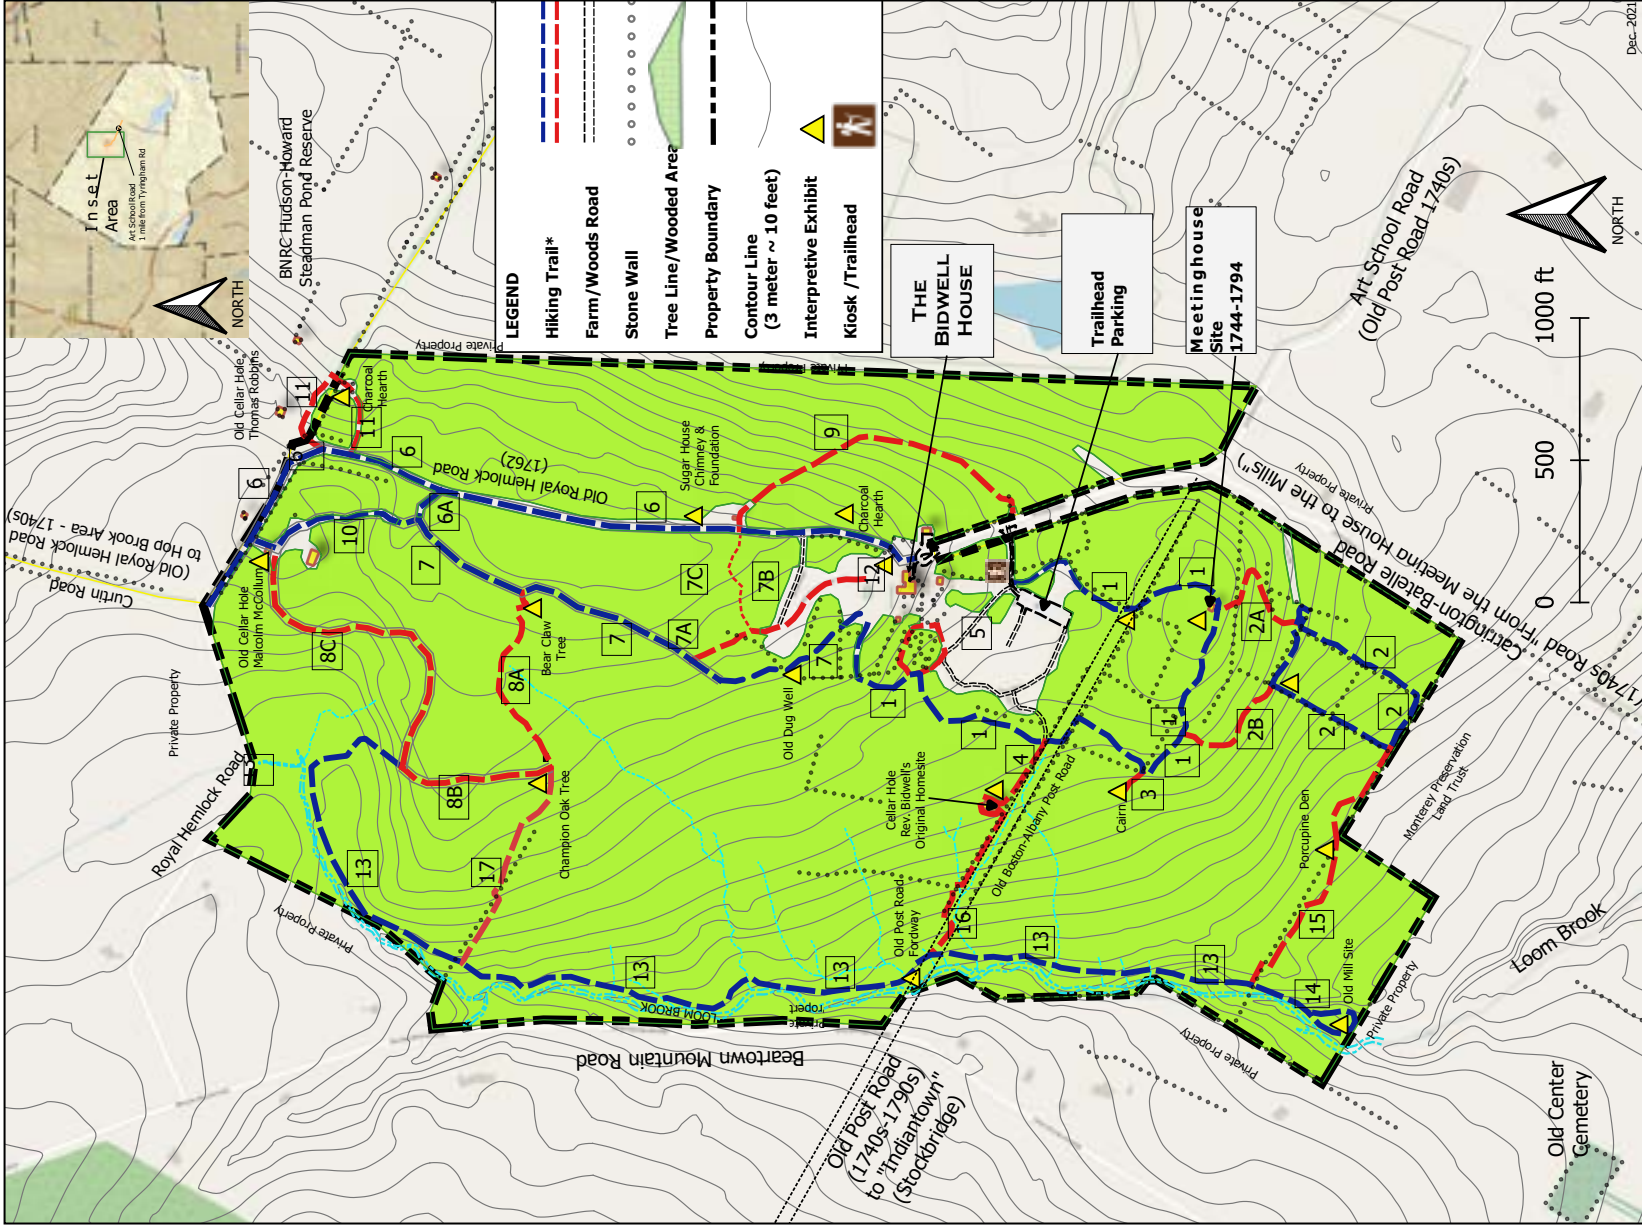 Inset
Area
Art School Road
1 mile from Tyringham Rd
NORTH
BNRC Hudson-Howard
Steadman Pond Reserve
LEGEND
Hiking Trail*
Farm/Woods Road
Stone Wall
Tree Line/Wooded Area
Property Boundary
Contour Line
(3 meter ~ 10 feet)
Interpretive Exhibit
Kiosk /Trailhead
THE
BIDWELL
HOUSE
Trailhead
Parking
Meetinghouse
Site
1744-1794
Art School Road
(Old Post Road 1740s)
NORTH
0
500
1000 ft
Dec. 2021
Old Cellar Hole
Thomas Robbins
Charcoal
Hearth
11
11
Private Property
Private Property
6
6
6
Old Royal Hemlock Road
(1762)
6A
6
Sugar House
Chimney &
Foundation
9
Charcoal
Hearth
Curtin Road
(Old Royal Hemlock Road
to Hop Brook Area - 1740s)
Old Cellar Hole
Malcolm McCollum
10
7
7
7A
7B
7C
7
12
8C
8A
8B
Bear Claw
Tree
Champion Oak Tree
17
Old Dug Well
Private Property
Royal Hemlock Road
13
Private Property
13
13
13
13
LOOM BROOK
Private
roperty
Beartown Mountain Road
Old Post Road
Fordway
16
Cellar Hole
Rev. Bidwell's
Original Homesite
4
Old Boston-Albany Post Road
5
1
1
1
1
1
1
Cairn
3
2A
2B
2
2
2
Carrington-Batelle Road
(1740s Road "From the Meeting House to the Mills")
Private Property
Monterey Preservation
Land Trust
Porcupine Den
15
14
Old Mill Site
Private Property
Private Property
Loom Brook
Old Post Road
(1740s-1790s)
to "Indiantown"
(Stockbridge)
Old Center
Cemetery